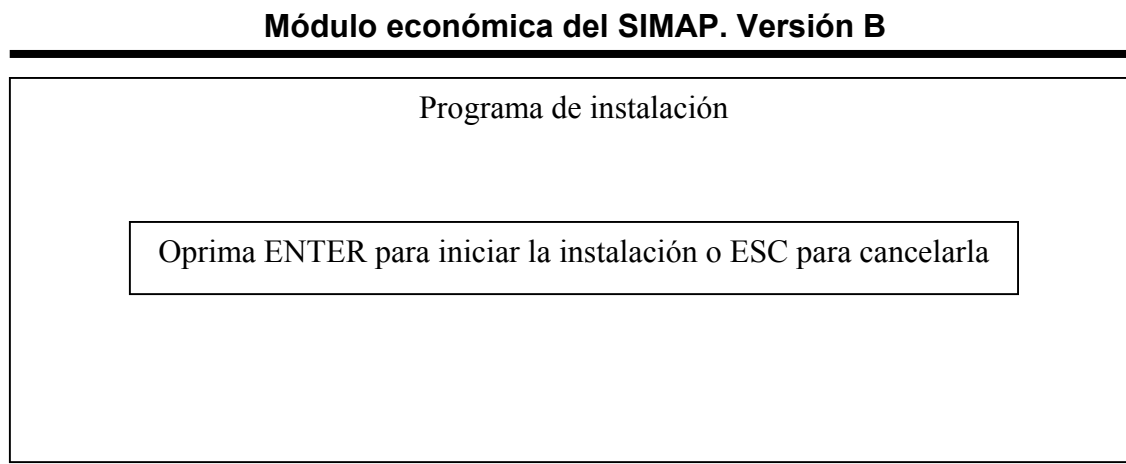 Módulo económica del SIMAP. Versión B
Programa de instalación
Oprima ENTER para iniciar la instalación o ESC para cancelarla